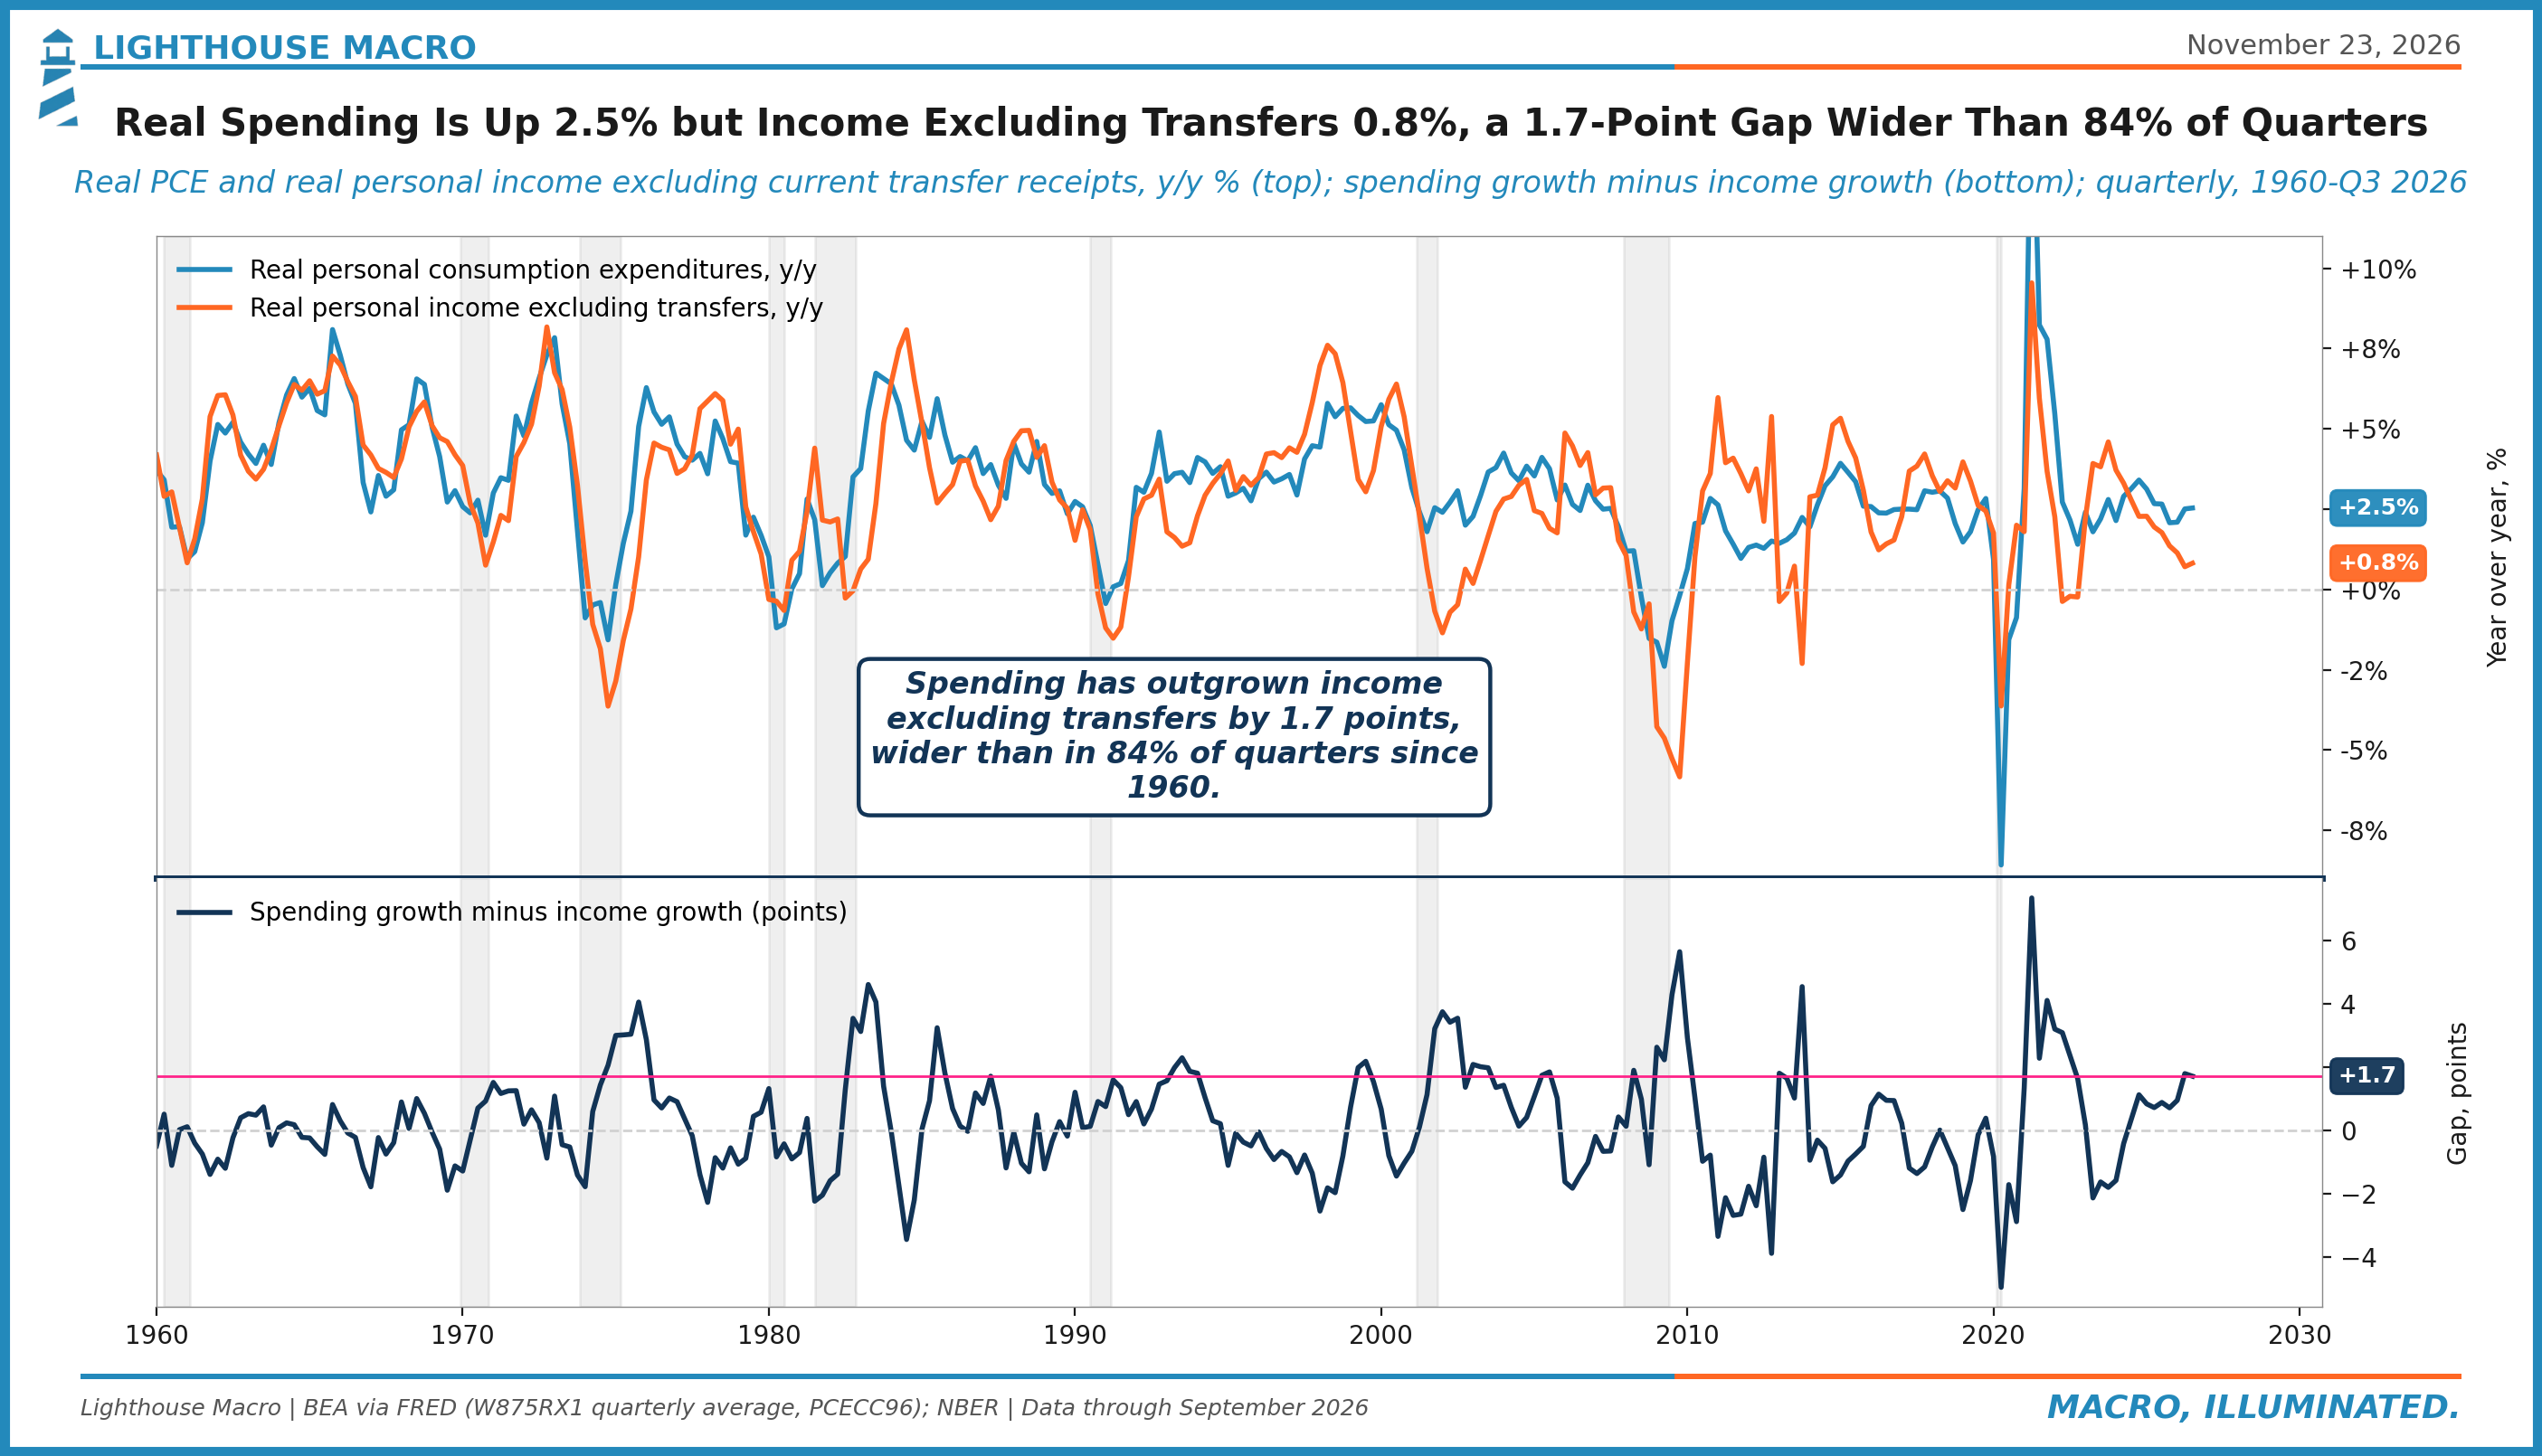 LIGHTHOUSE MACRO
November 23, 2026
Real Spending Is Up 2.5% but Income Excluding Transfers 0.8%, a 1.7-Point Gap Wider Than 84% of Quarters
Real PCE and real personal income excluding current transfer receipts, y/y % (top); spending growth minus income growth (bottom); quarterly, 1960-Q3 2026
Real personal consumption expenditures, y/y
Real personal income excluding transfers, y/y
+10%
+8%
+5%
+2.5%
+0.8%
+0%
-2%
-5%
-8%
Year over year, %
Spending has outgrown income
excluding transfers by 1.7 points,
wider than in 84% of quarters since
1960.
Spending growth minus income growth (points)
6
4
+1.7
0
−2
−4
Gap, points
1960
1970
1980
1990
2000
2010
2020
2030
Lighthouse Macro | BEA via FRED (W875RX1 quarterly average, PCECC96); NBER | Data through September 2026
MACRO, ILLUMINATED.